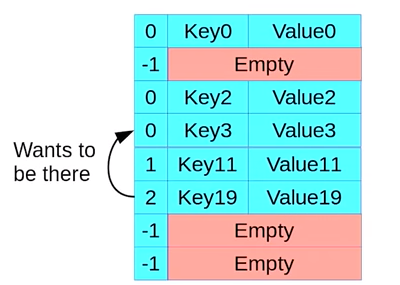 0 Key0 Value0
-1 Empty
0 Key2 Value2
0 Key3 Value3
Wants to
be there
1 Key11 Value11
2 Key19 Value19
-1 Empty
-1 Empty